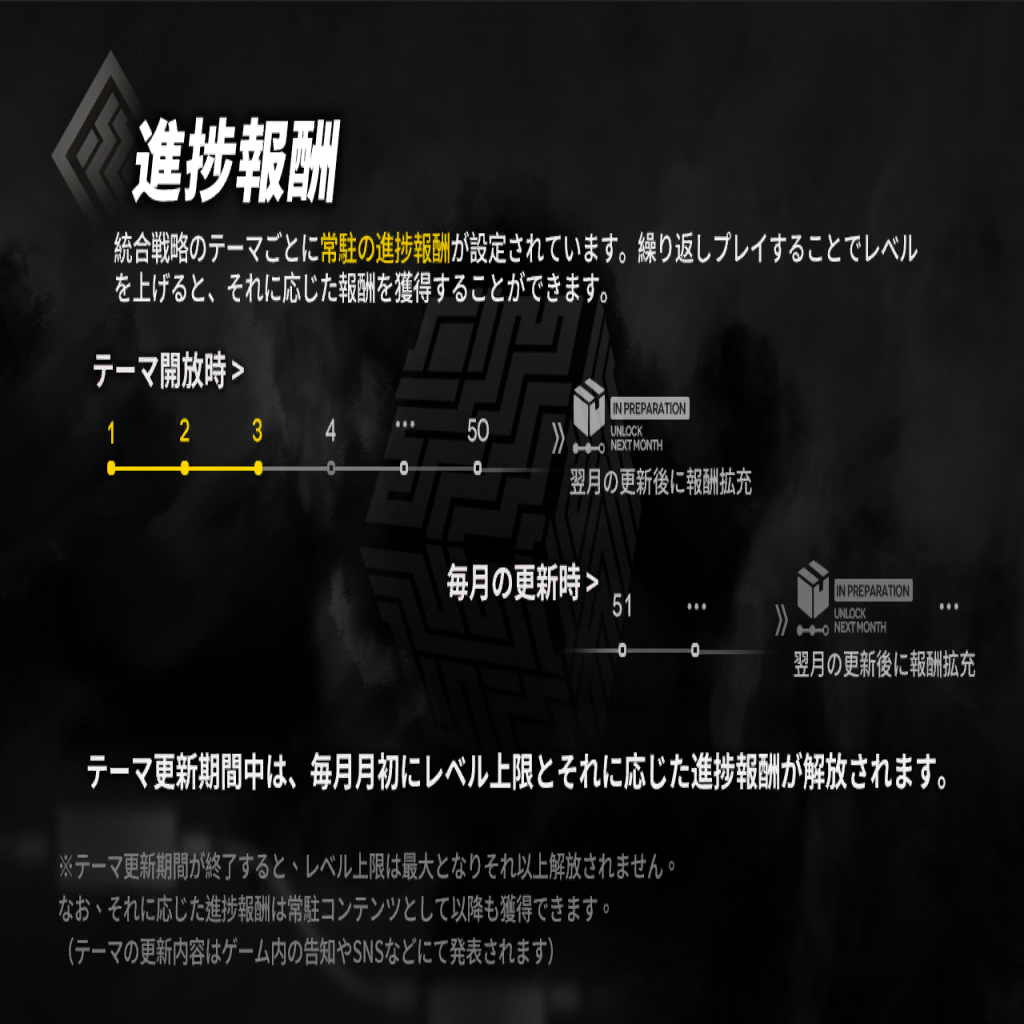 進捗報酬
統合戦略のテーマごとに常駐の進捗報酬が設定されています。繰り返しプレイすることでレベル
を上げると、それに応じた報酬を獲得することができます。
テーマ開放時 >
1 2 3 4 … 50
IN PREPARATION
UNLOCK
NEXT MONTH
翌月の更新後に報酬拡充
毎月の更新時 >
51 …
IN PREPARATION
UNLOCK
NEXT MONTH
…
翌月の更新後に報酬拡充
テーマ更新期間中は、毎月月初にレベル上限とそれに応じた進捗報酬が解放されます。
※テーマ更新期間が終了すると、レベル上限は最大となりそれ以上解放されません。
なお、それに応じた進捗報酬は常駐コンテンツとして以降も獲得できます。
（テーマの更新内容はゲーム内の告知やSNSなどにて発表されます）